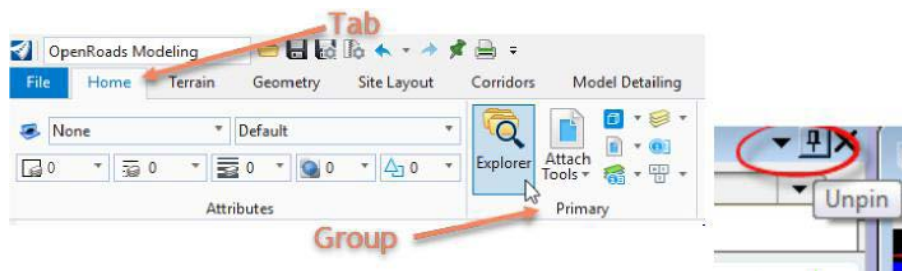 Tab
OpenRoads Modeling
File Home Terrain Geometry Site Layout Corridors Model Detailing
None Default
Explorer Attach Tools
0 0 0 0 0
Attributes Primary
Group
Unpin